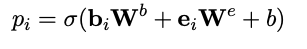 p_i = σ(b_i W^b + e_i W^e + b)